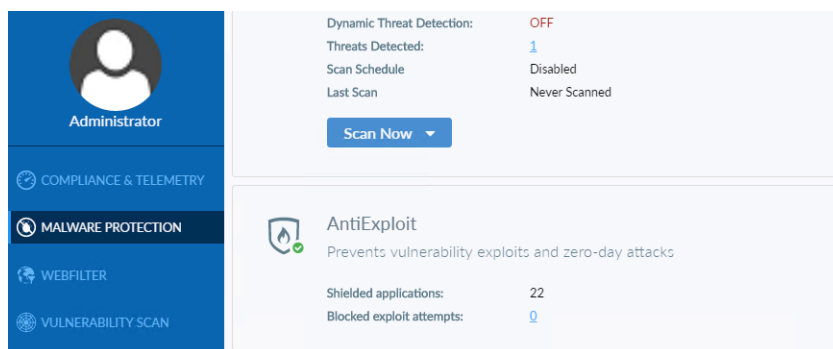 Dynamic Threat Detection: OFF
Threats Detected: 1
Scan Schedule Disabled
Last Scan Never Scanned
Scan Now
Administrator
COMPLIANCE & TELEMETRY
MALWARE PROTECTION
WEBFILTER
VULNERABILITY SCAN
AntiExploit
Prevents vulnerability exploits and zero-day attacks
Shielded applications: 22
Blocked exploit attempts: 0